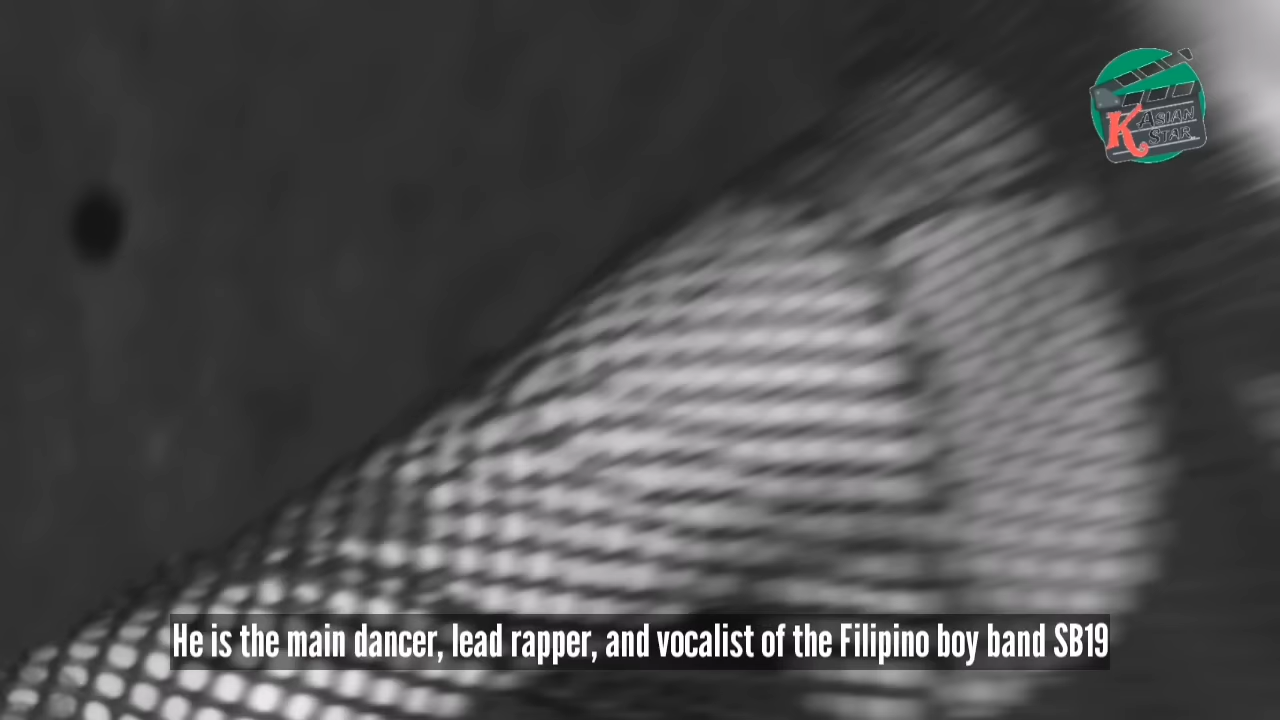 K ASIAN
STAR
He is the main dancer, lead rapper, and vocalist of the Filipino boy band SB19